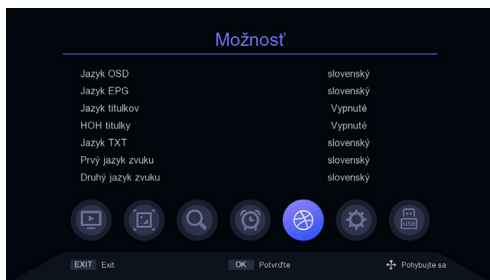 Možnosť
Jazyk OSD slovenský
Jazyk EPG slovenský
Jazyk titulkov Vypnuté
HOH titulky Vypnuté
Jazyk TXT slovenský
Prvý jazyk zvuku slovenský
Druhý jazyk zvuku slovenský
USB
EXIT Exit OK Potvrďte Pohybujte sa